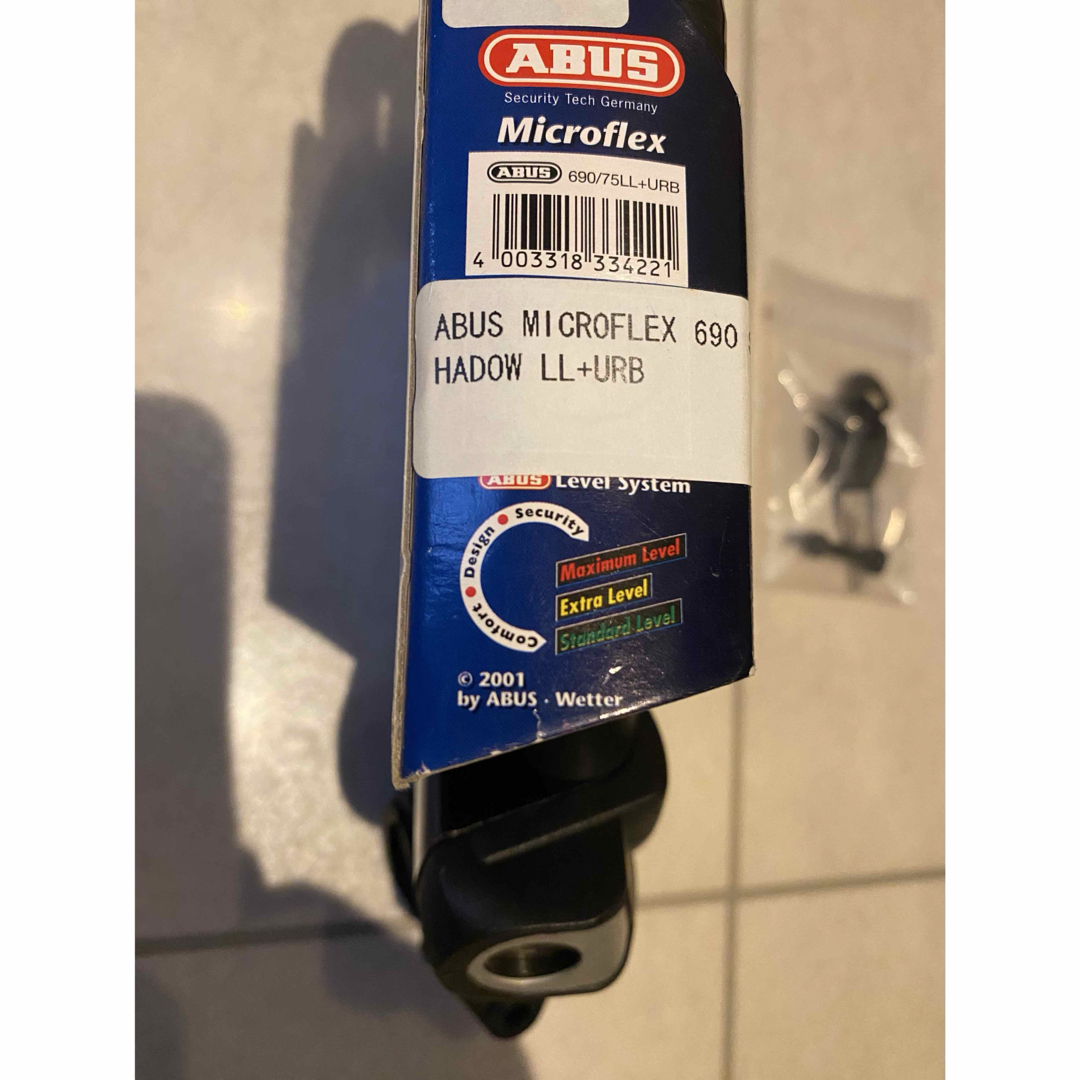 ABUS
Security Tech Germany
Microflex
ABUS 690/75LL+URB
4 003318 334221
ABUS MICROFLEX 690 S
HADOW LL+URB
ABUS Level System
Comfort • Design • Security
Maximum Level
Extra Level
Standard Level
© 2001
by ABUS · Wetter